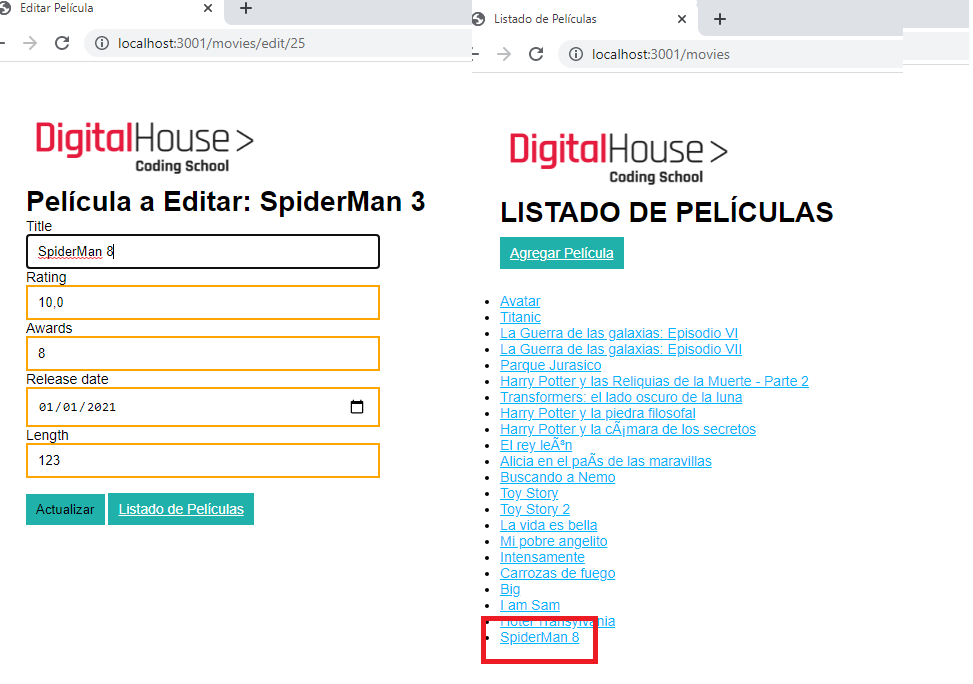 Editar Película
localhost:3001/movies/edit/25
DigitalHouse >
Coding School
Película a Editar: SpiderMan 3
Title
SpiderMan 8
Rating
10,0
Awards
8
Release date
01/01/2021
Length
123
Actualizar
Listado de Películas
Listado de Películas
localhost:3001/movies
DigitalHouse >
Coding School
LISTADO DE PELÍCULAS
Agregar Película
Avatar
Titanic
La Guerra de las galaxias: Episodio VI
La Guerra de las galaxias: Episodio VII
Parque Jurasico
Harry Potter y las Reliquias de la Muerte - Parte 2
Transformers: el lado oscuro de la luna
Harry Potter y la piedra filosofal
Harry Potter y la cÃ¡mara de los secretos
El rey leÃ³n
Alicia en el paÃs de las maravillas
Buscando a Nemo
Toy Story
Toy Story 2
La vida es bella
Mi pobre angelito
Intensamente
Carrozas de fuego
Big
I am Sam
Hotel Transylvania
SpiderMan 8